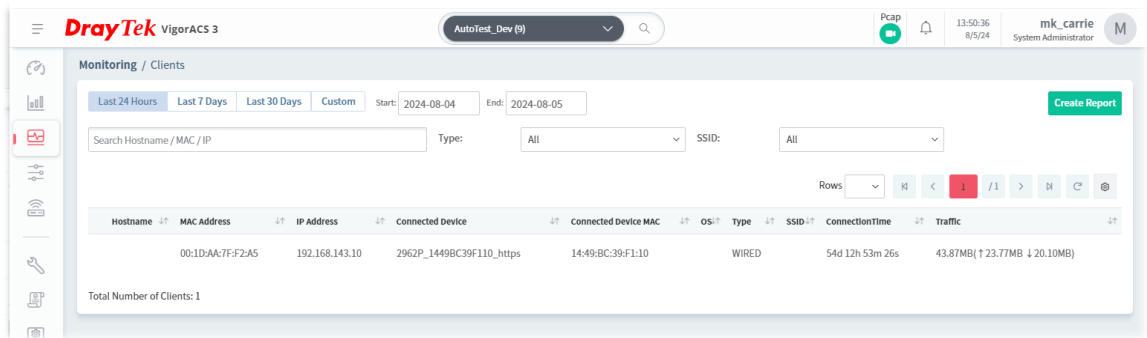 DrayTek VigorACS 3
AutoTest_Dev (9)
Pcap
13:50:36
8/5/24
mk_carrie
System Administrator
M
Monitoring / Clients
Last 24 Hours Last 7 Days Last 30 Days Custom Start: 2024-08-04 End: 2024-08-05 Create Report
Search Hostname / MAC / IP Type: All SSID: All
Rows 1 / 1
Hostname MAC Address IP Address Connected Device Connected Device MAC OS Type SSID ConnectionTime Traffic
00:1D:AA:7F:F2:A5 192.168.143.10 2962P_1449BC39F110_https 14:49:BC:39:F1:10 WIRED 54d 12h 53m 26s 43.87MB(↑23.77MB ↓20.10MB)
Total Number of Clients: 1